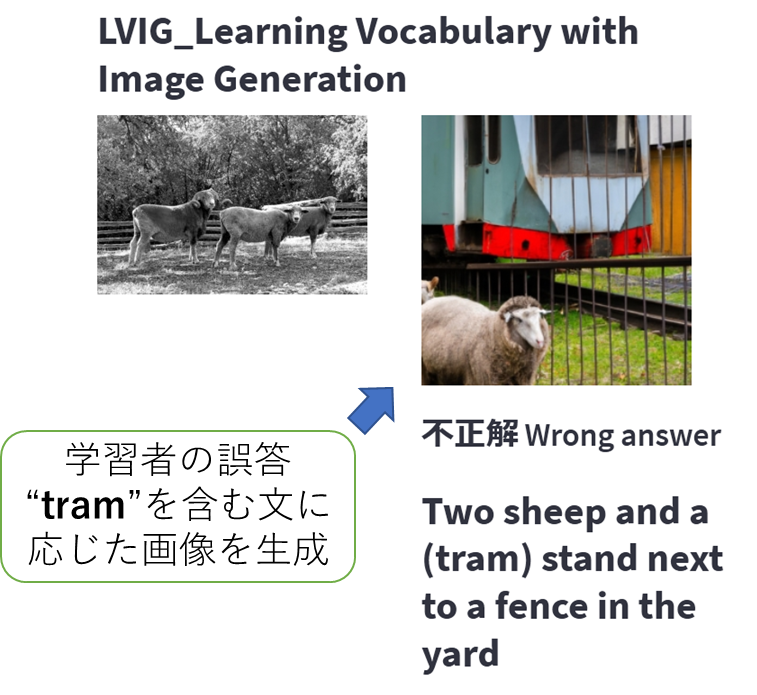 LVIG_Learning Vocabulary with
Image Generation
学習者の誤答
“tram”を含む文に
応じた画像を生成
不正解 Wrong answer
Two sheep and a
(tram) stand next
to a fence in the
yard